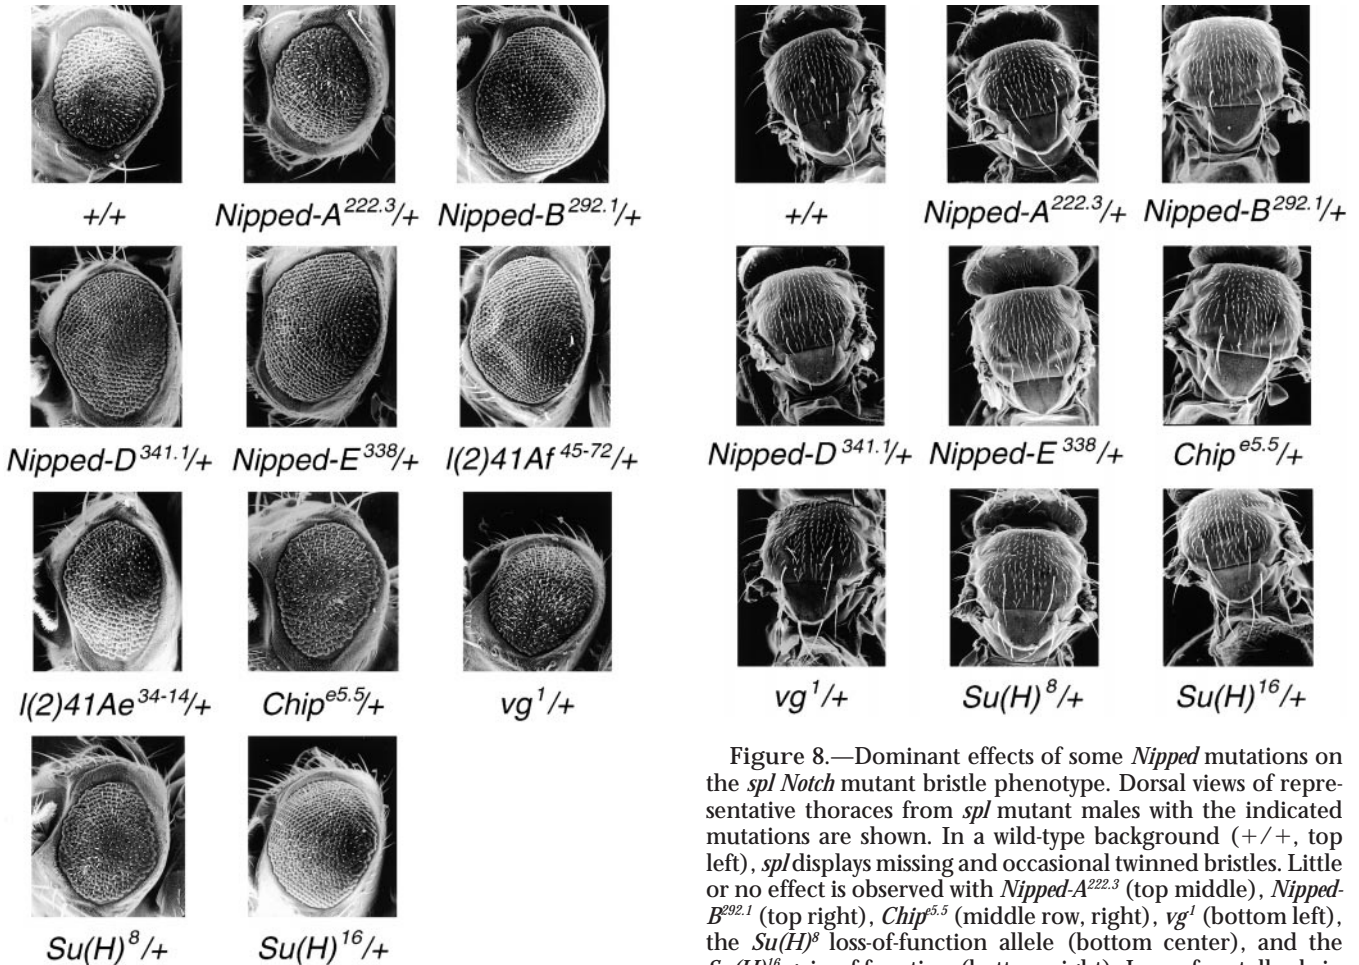 +/+ Nipped-A222.3/+ Nipped-B292.1/+
Nipped-D341.1/+ Nipped-E338/+ l(2)41Af45-72/+
l(2)41Ae34-14/+ Chipe5.5/+ vg1/+
Su(H)8/+ Su(H)16/+
+/+ Nipped-A222.3/+ Nipped-B292.1/+
Nipped-D341.1/+ Nipped-E338/+ Chipe5.5/+
vg1/+ Su(H)8/+ Su(H)16/+
Figure 8.—Dominant effects of some Nipped mutations on
the spl Notch mutant bristle phenotype. Dorsal views of repre-
sentative thoraces from spl mutant males with the indicated
mutations are shown. In a wild-type background (+/+, top
left), spl displays missing and occasional twinned bristles. Little
or no effect is observed with Nipped-A222.3 (top middle), Nipped-
B292.1 (top right), Chipe5.5 (middle row, right), vg1 (bottom left),
the Su(H)8 loss-of-function allele (bottom center), and the